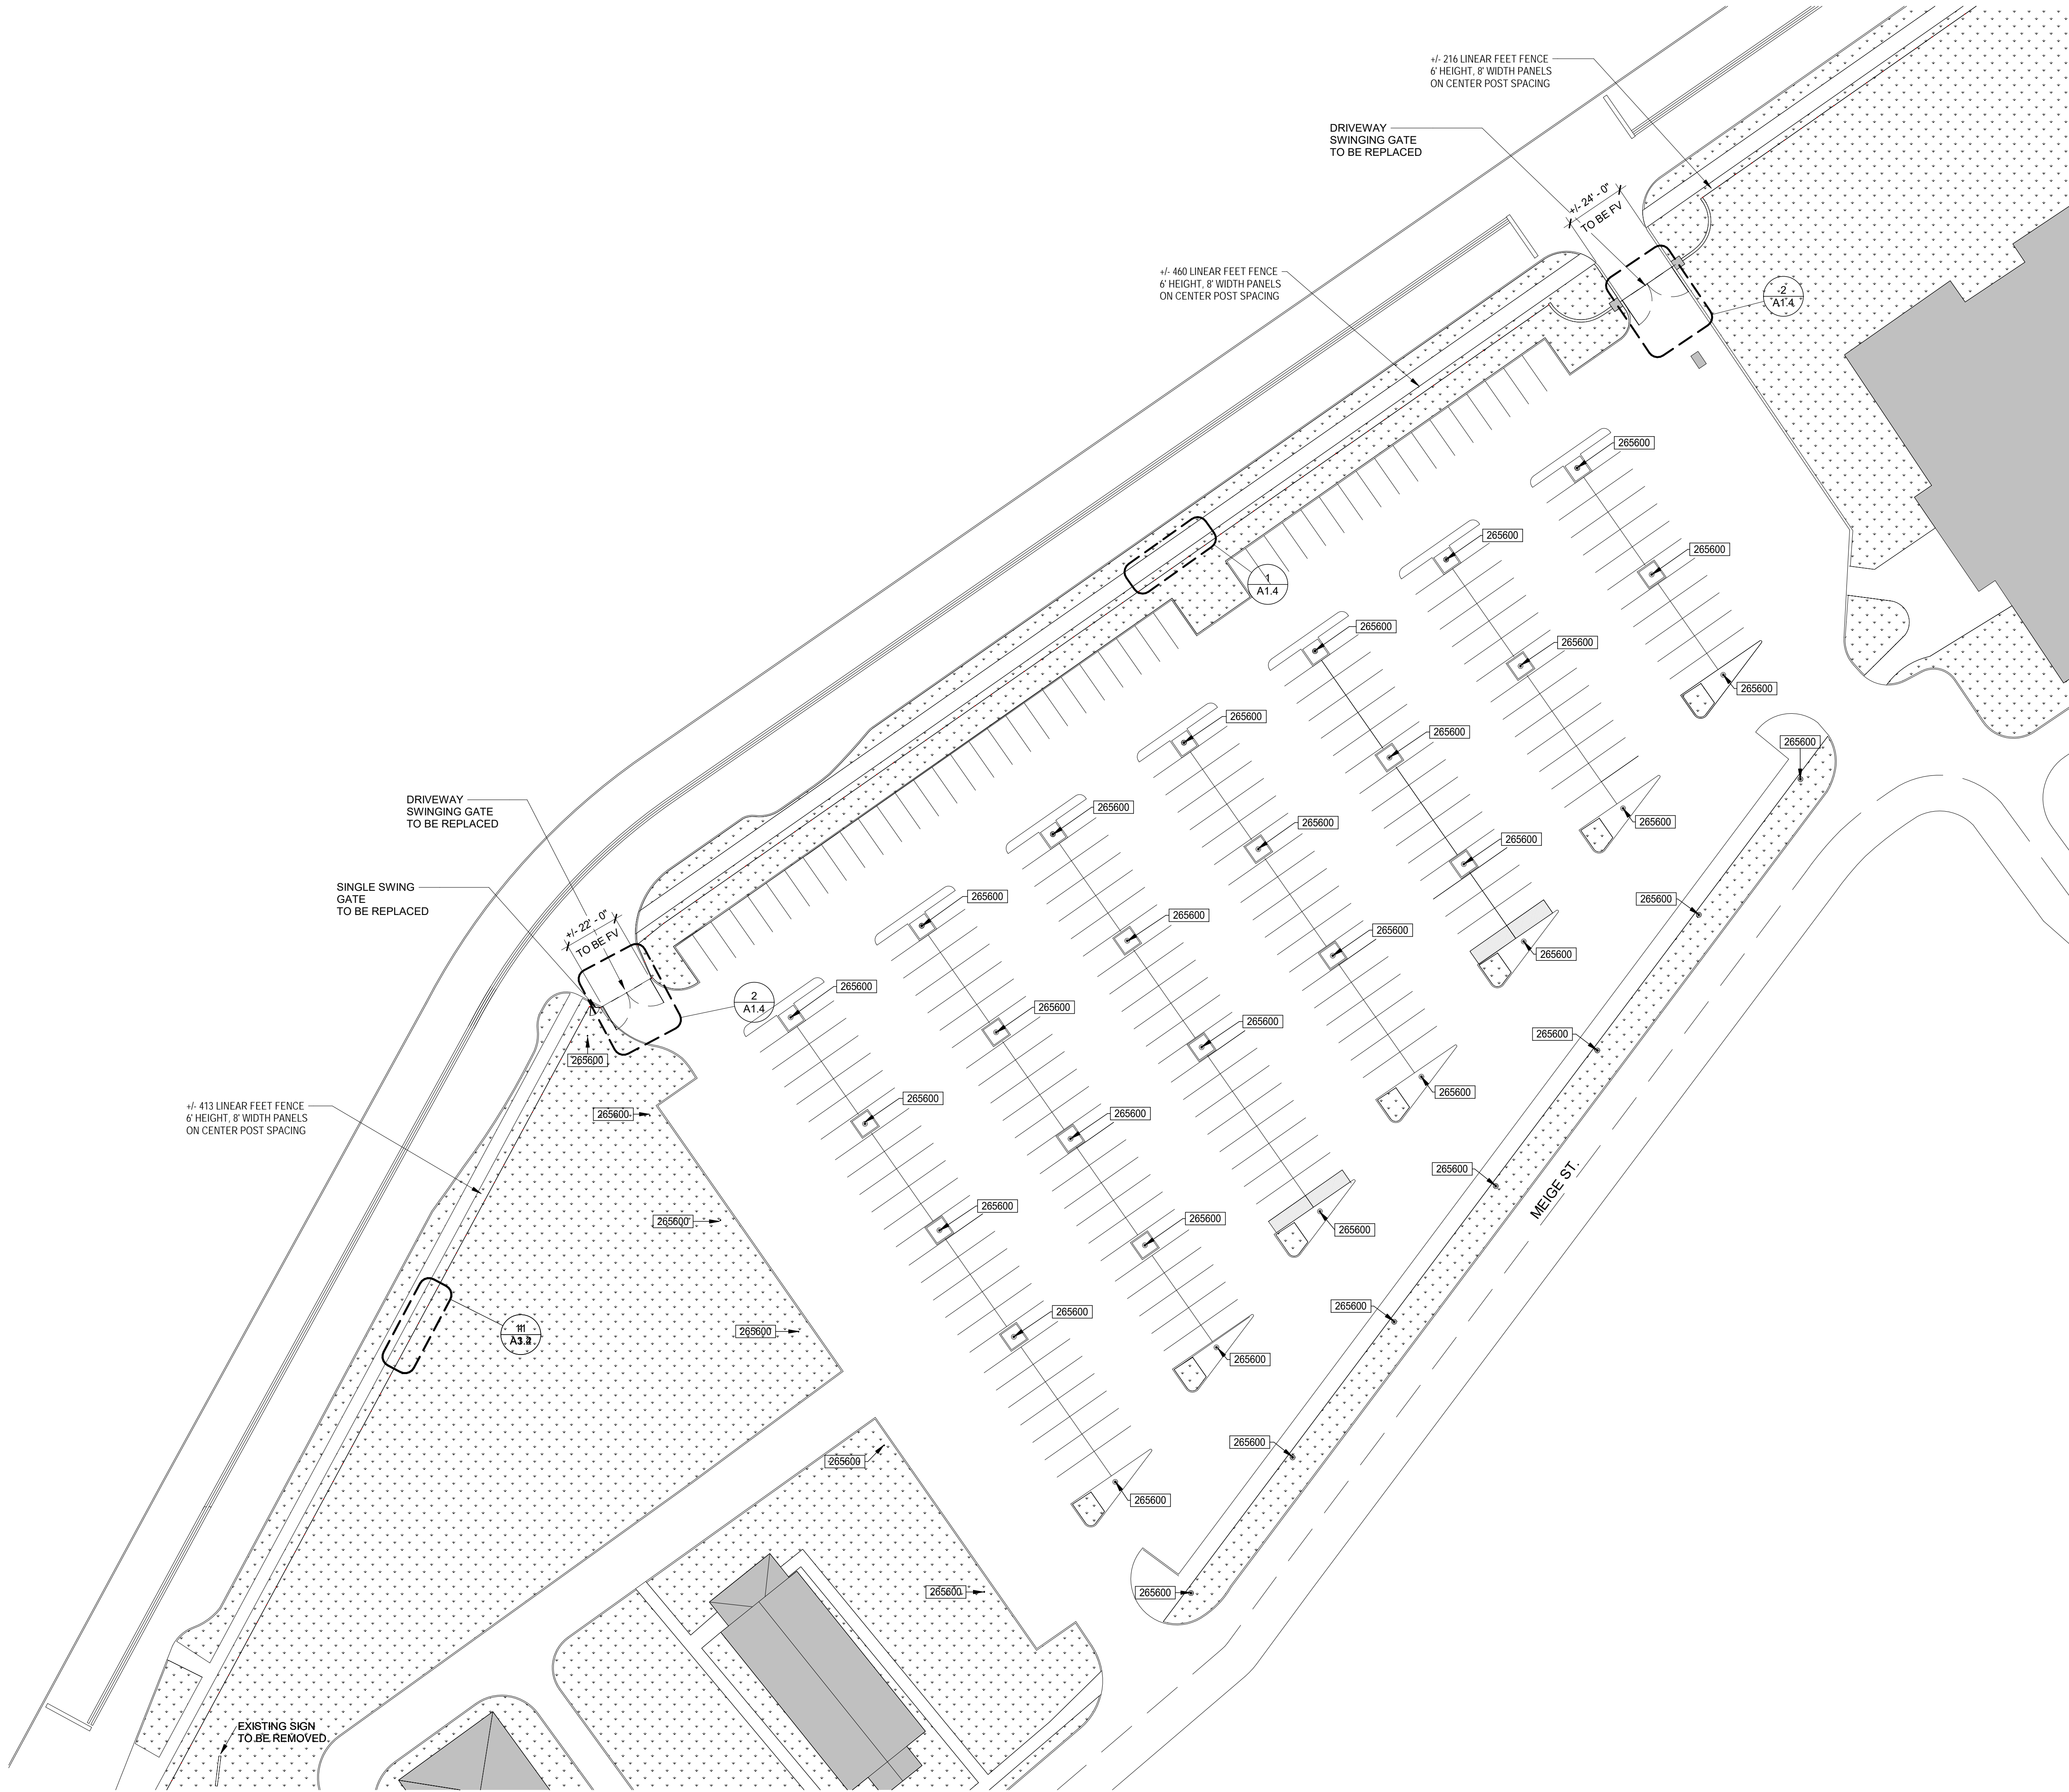 +/- 216 LINEAR FEET FENCE
6' HEIGHT, 8' WIDTH PANELS
ON CENTER POST SPACING
DRIVEWAY
SWINGING GATE
TO BE REPLACED
+/- 24' - 0"
TO BE FV
+/- 460 LINEAR FEET FENCE
6' HEIGHT, 8' WIDTH PANELS
ON CENTER POST SPACING
2
A1.4
265600
265600
265600
1
A1.4
265600
265600
265600
265600
265600
265600
DRIVEWAY
SWINGING GATE
TO BE REPLACED
265600
265600
265600
265600
SINGLE SWING
GATE
TO BE REPLACED
265600
265600
265600
+/- 22' - 0"
TO BE FV
265600
265600
265600
2
A1.4
265600
265600
265600
265600
265600
265600
+/- 413 LINEAR FEET FENCE
6' HEIGHT, 8' WIDTH PANELS
ON CENTER POST SPACING
265600
265600
265600
MEIGE ST.
265600
265600
265600
265600
265600
265600
265600
265600
265600
265600
265600
265600
265600
EXISTING SIGN
TO BE REMOVED